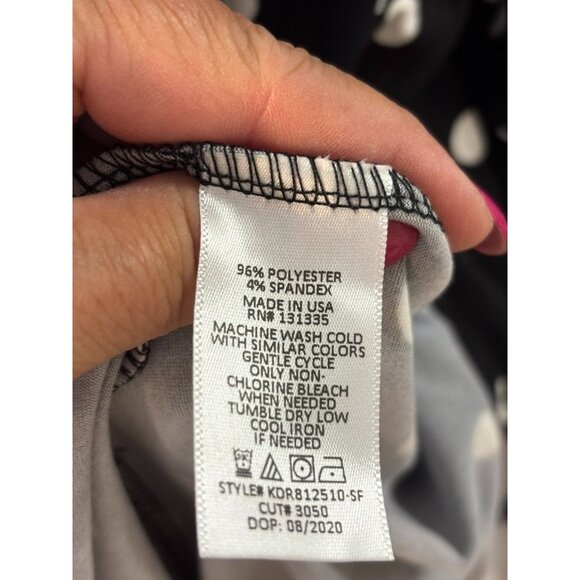 96% POLYESTER
4% SPANDEX
MADE IN USA
RN# 131335
MACHINE WASH COLD
WITH SIMILAR COLORS
GENTLE CYCLE
ONLY NON-
CHLORINE BLEACH
WHEN NEEDED
TUMBLE DRY LOW
COOL IRON
IF NEEDED
STYLE# KDR812510-SF
CUT# 3050
DOP: 08/2020